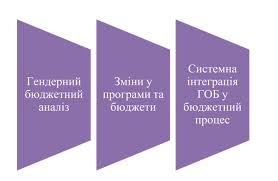 Гендерний
бюджетний
аналіз
Зміни у
програми та
бюджети
Системна
інтеграція
ГОБ у
бюджетний
процес